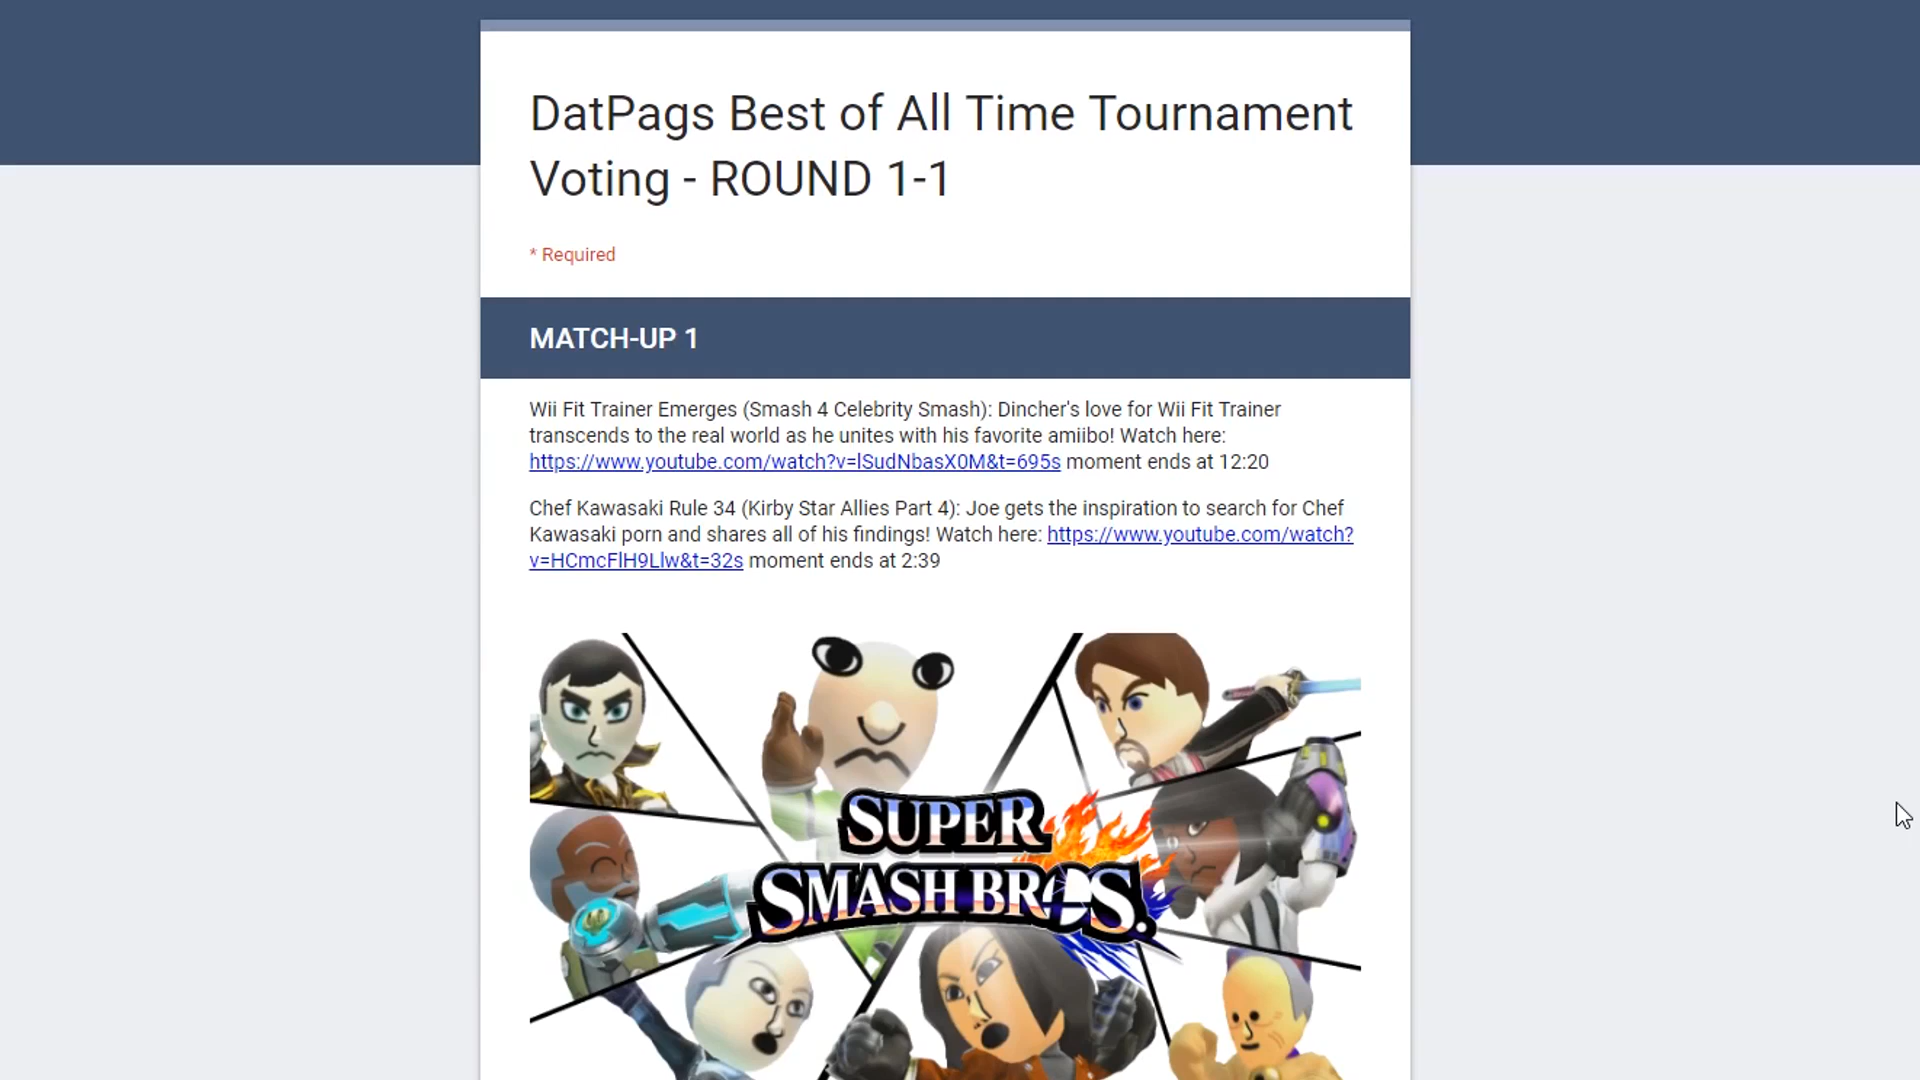 DatPags Best of All Time Tournament
Voting - ROUND 1-1
* Required
MATCH-UP 1
Wii Fit Trainer Emerges (Smash 4 Celebrity Smash): Dincher's love for Wii Fit Trainer
transcends to the real world as he unites with his favorite amiibo! Watch here:
https://www.youtube.com/watch?v=lSudNbasX0M&t=695s moment ends at 12:20
Chef Kawasaki Rule 34 (Kirby Star Allies Part 4): Joe gets the inspiration to search for Chef
Kawasaki porn and shares all of his findings! Watch here: https://www.youtube.com/watch?
v=HCmcFlH9Llw&t=32s moment ends at 2:39
SUPER
SMASH BROS.